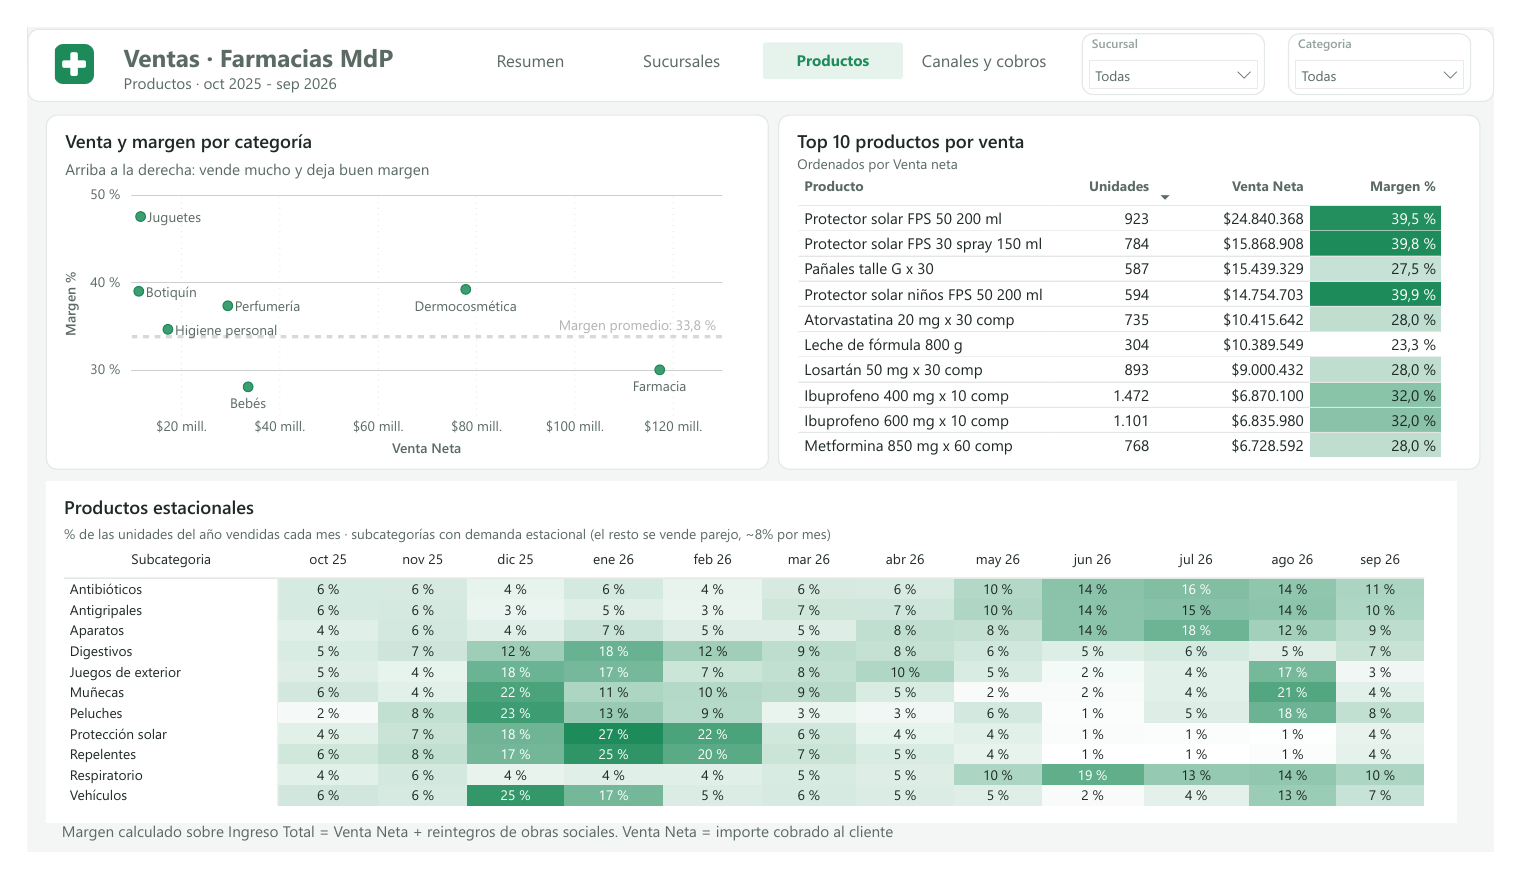 Ventas · Farmacias MdP
Productos · oct 2025 - sep 2026
Resumen
Sucursales
Productos
Canales y cobros
Sucursal
Todas
Categoria
Todas
Venta y margen por categoría
Arriba a la derecha: vende mucho y deja buen margen
50 %
40 %
30 %
Margen %
Juguetes
Botiquín
Perfumería
Dermocosmética
Higiene personal
Margen promedio: 33,8 %
Farmacia
Bebés
$20 mill. $40 mill. $60 mill. $80 mill. $100 mill. $120 mill.
Venta Neta
Top 10 productos por venta
Ordenados por Venta neta
Producto Unidades Venta Neta Margen %
Protector solar FPS 50 200 ml 923 $24.840.368 39,5 %
Protector solar FPS 30 spray 150 ml 784 $15.868.908 39,8 %
Pañales talle G x 30 587 $15.439.329 27,5 %
Protector solar niños FPS 50 200 ml 594 $14.754.703 39,9 %
Atorvastatina 20 mg x 30 comp 735 $10.415.642 28,0 %
Leche de fórmula 800 g 304 $10.389.549 23,3 %
Losartán 50 mg x 30 comp 893 $9.000.432 28,0 %
Ibuprofeno 400 mg x 10 comp 1.472 $6.870.100 32,0 %
Ibuprofeno 600 mg x 10 comp 1.101 $6.835.980 32,0 %
Metformina 850 mg x 60 comp 768 $6.728.592 28,0 %
Productos estacionales
% de las unidades del año vendidas cada mes · subcategorías con demanda estacional (el resto se vende parejo, ~8% por mes)
Subcategoria oct 25 nov 25 dic 25 ene 26 feb 26 mar 26 abr 26 may 26 jun 26 jul 26 ago 26 sep 26
Antibióticos 6 % 6 % 4 % 6 % 4 % 6 % 6 % 10 % 14 % 16 % 14 % 11 %
Antigripales 6 % 6 % 3 % 5 % 3 % 7 % 7 % 10 % 14 % 15 % 14 % 10 %
Aparatos 4 % 6 % 4 % 7 % 5 % 5 % 8 % 8 % 14 % 18 % 12 % 9 %
Digestivos 5 % 7 % 12 % 18 % 12 % 9 % 8 % 6 % 5 % 6 % 5 % 7 %
Juegos de exterior 5 % 4 % 18 % 17 % 7 % 8 % 10 % 5 % 2 % 4 % 17 % 3 %
Muñecas 6 % 4 % 22 % 11 % 10 % 9 % 5 % 2 % 2 % 4 % 21 % 4 %
Peluches 2 % 8 % 23 % 13 % 9 % 3 % 3 % 6 % 1 % 5 % 18 % 8 %
Protección solar 4 % 7 % 18 % 27 % 22 % 6 % 4 % 4 % 1 % 1 % 1 % 4 %
Repelentes 6 % 8 % 17 % 25 % 20 % 7 % 5 % 4 % 1 % 1 % 1 % 4 %
Respiratorio 4 % 6 % 4 % 4 % 4 % 5 % 5 % 10 % 19 % 13 % 14 % 10 %
Vehículos 6 % 6 % 25 % 17 % 5 % 6 % 5 % 5 % 2 % 4 % 13 % 7 %
Margen calculado sobre Ingreso Total = Venta Neta + reintegros de obras sociales. Venta Neta = importe cobrado al cliente